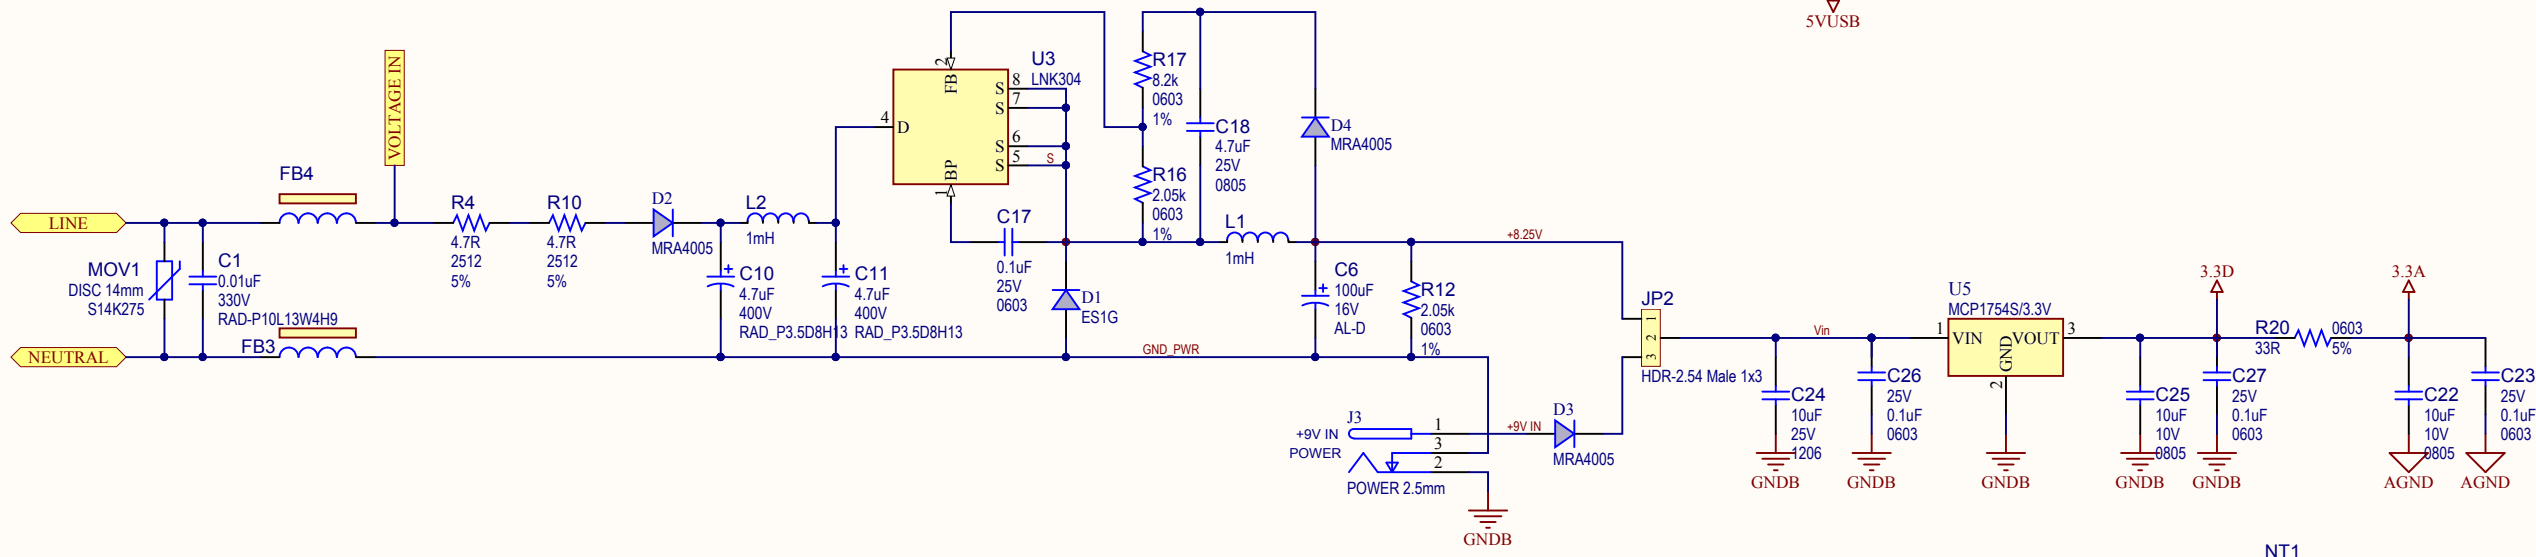 5VUSB
VOLTAGE IN
LINE
NEUTRAL
MOV1
DISC 14mm
S14K275
C1
0.01uF
330V
RAD-P10L13W4H9
FB4
FB3
R4
4.7R
2512
5%
R10
4.7R
2512
5%
D2
MRA4005
L2
1mH
C10
4.7uF
400V
RAD_P3.5D8H13
C11
4.7uF
400V
RAD_P3.5D8H13
U3
LNK304
2
FB
4
D
S
8
S
7
S
6
S
5
S
BP
1
C17
0.1uF
25V
0603
D1
ES1G
R17
8.2k
0603
1%
R16
2.05k
0603
1%
C18
4.7uF
25V
0805
D4
MRA4005
L1
1mH
C6
100uF
16V
AL-D
R12
2.05k
0603
1%
+8.25V
GND_PWR
J3
+9V IN
POWER
1
3
2
POWER 2.5mm
GNDB
+9V IN
D3
MRA4005
JP2
1
2
3
HDR-2.54 Male 1x3
Vin
C24
10uF
25V
1206
GNDB
C26
25V
0.1uF
0603
GNDB
U5
MCP1754S/3.3V
1
VIN
VOUT
3
GND
2
GNDB
C25
10uF
10V
0805
GNDB
3.3D
C27
25V
0.1uF
0603
GNDB
R20
33R
0603
5%
3.3A
C22
10uF
10V
0805
AGND
C23
25V
0.1uF
0603
AGND
NT1